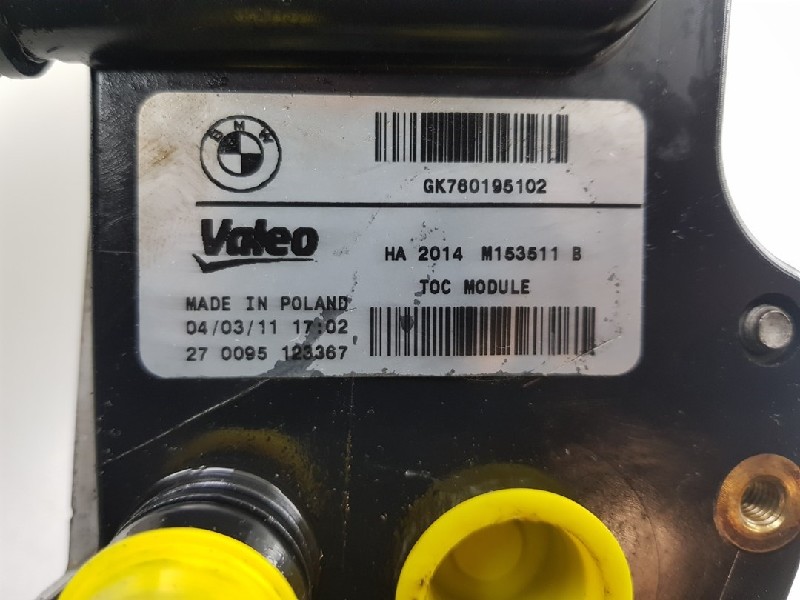 BMW
GK760195102
Valeo
HA 2014 M153511 B
TOC MODULE
MADE IN POLAND
04/03/11 17:02
27 0095 123367